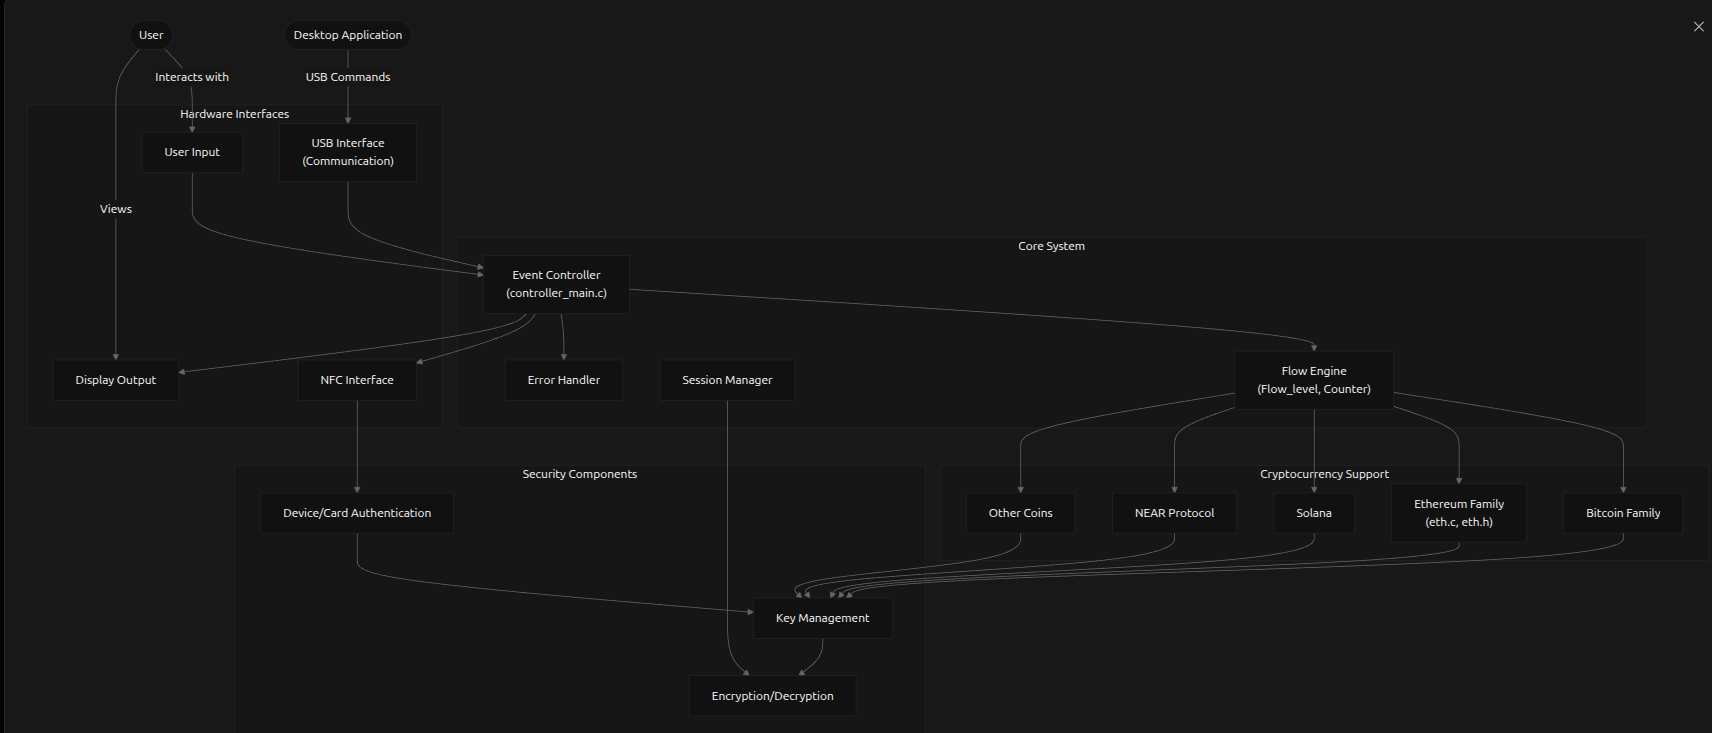 User
Desktop Application
Interacts with
USB Commands
Hardware Interfaces
User Input
USB Interface
(Communication)
Views
Core System
Event Controller
(controller_main.c)
Display Output
NFC Interface
Error Handler
Session Manager
Flow Engine
(Flow_level, Counter)
Security Components
Cryptocurrency Support
Device/Card Authentication
Other Coins
NEAR Protocol
Solana
Ethereum Family
(eth.c, eth.h)
Bitcoin Family
Key Management
Encryption/Decryption